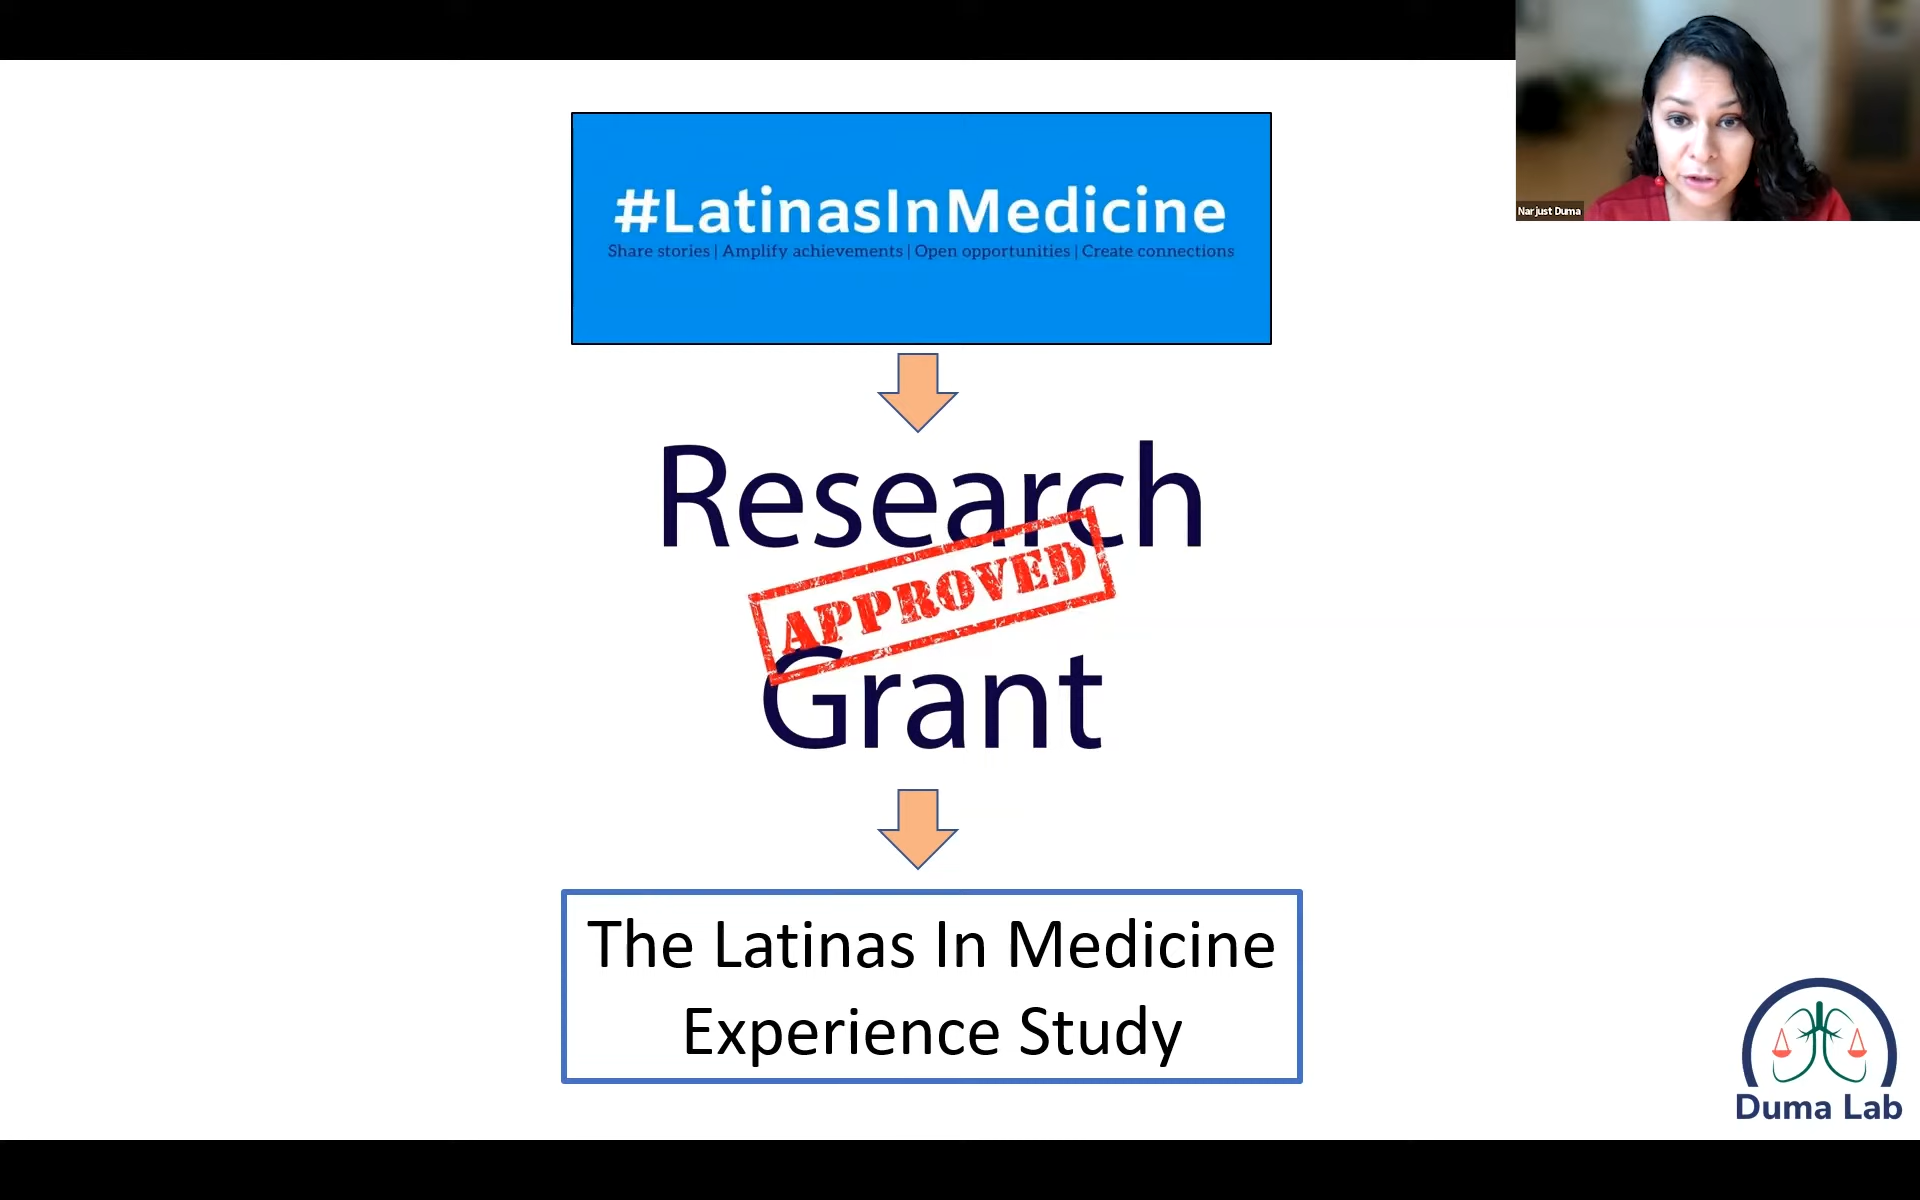 #LatinasInMedicine
Share stories | Amplify achievements | Open opportunities | Create connections
Narjust Duma
Research
APPROVED
Grant
The Latinas In Medicine
Experience Study
Duma Lab